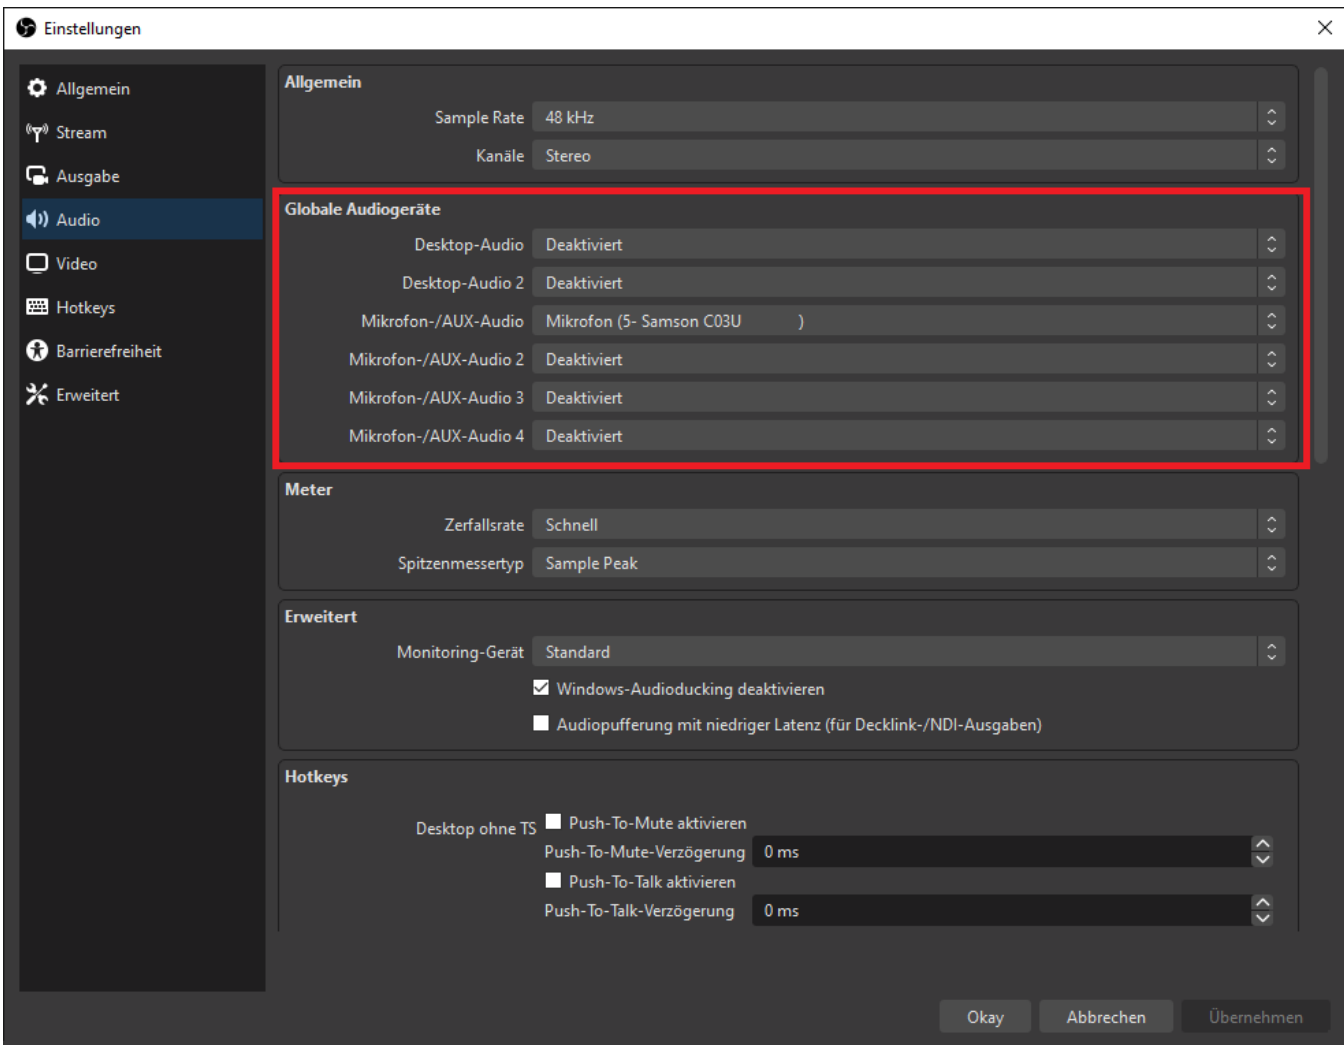 Einstellungen
Allgemein
Stream
Ausgabe
Audio
Video
Hotkeys
Barrierefreiheit
Erweitert
Allgemein
Sample Rate 48 kHz
Kanäle Stereo
Globale Audiogeräte
Desktop-Audio Deaktiviert
Desktop-Audio 2 Deaktiviert
Mikrofon-/AUX-Audio Mikrofon (5- Samson C03U )
Mikrofon-/AUX-Audio 2 Deaktiviert
Mikrofon-/AUX-Audio 3 Deaktiviert
Mikrofon-/AUX-Audio 4 Deaktiviert
Meter
Zerfallsrate Schnell
Spitzenmessertyp Sample Peak
Erweitert
Monitoring-Gerät Standard
Windows-Audioducking deaktivieren
Audiopufferung mit niedriger Latenz (für Decklink-/NDI-Ausgaben)
Hotkeys
Desktop ohne TS Push-To-Mute aktivieren
Push-To-Mute-Verzögerung 0 ms
Push-To-Talk aktivieren
Push-To-Talk-Verzögerung 0 ms
Okay Abbrechen Übernehmen